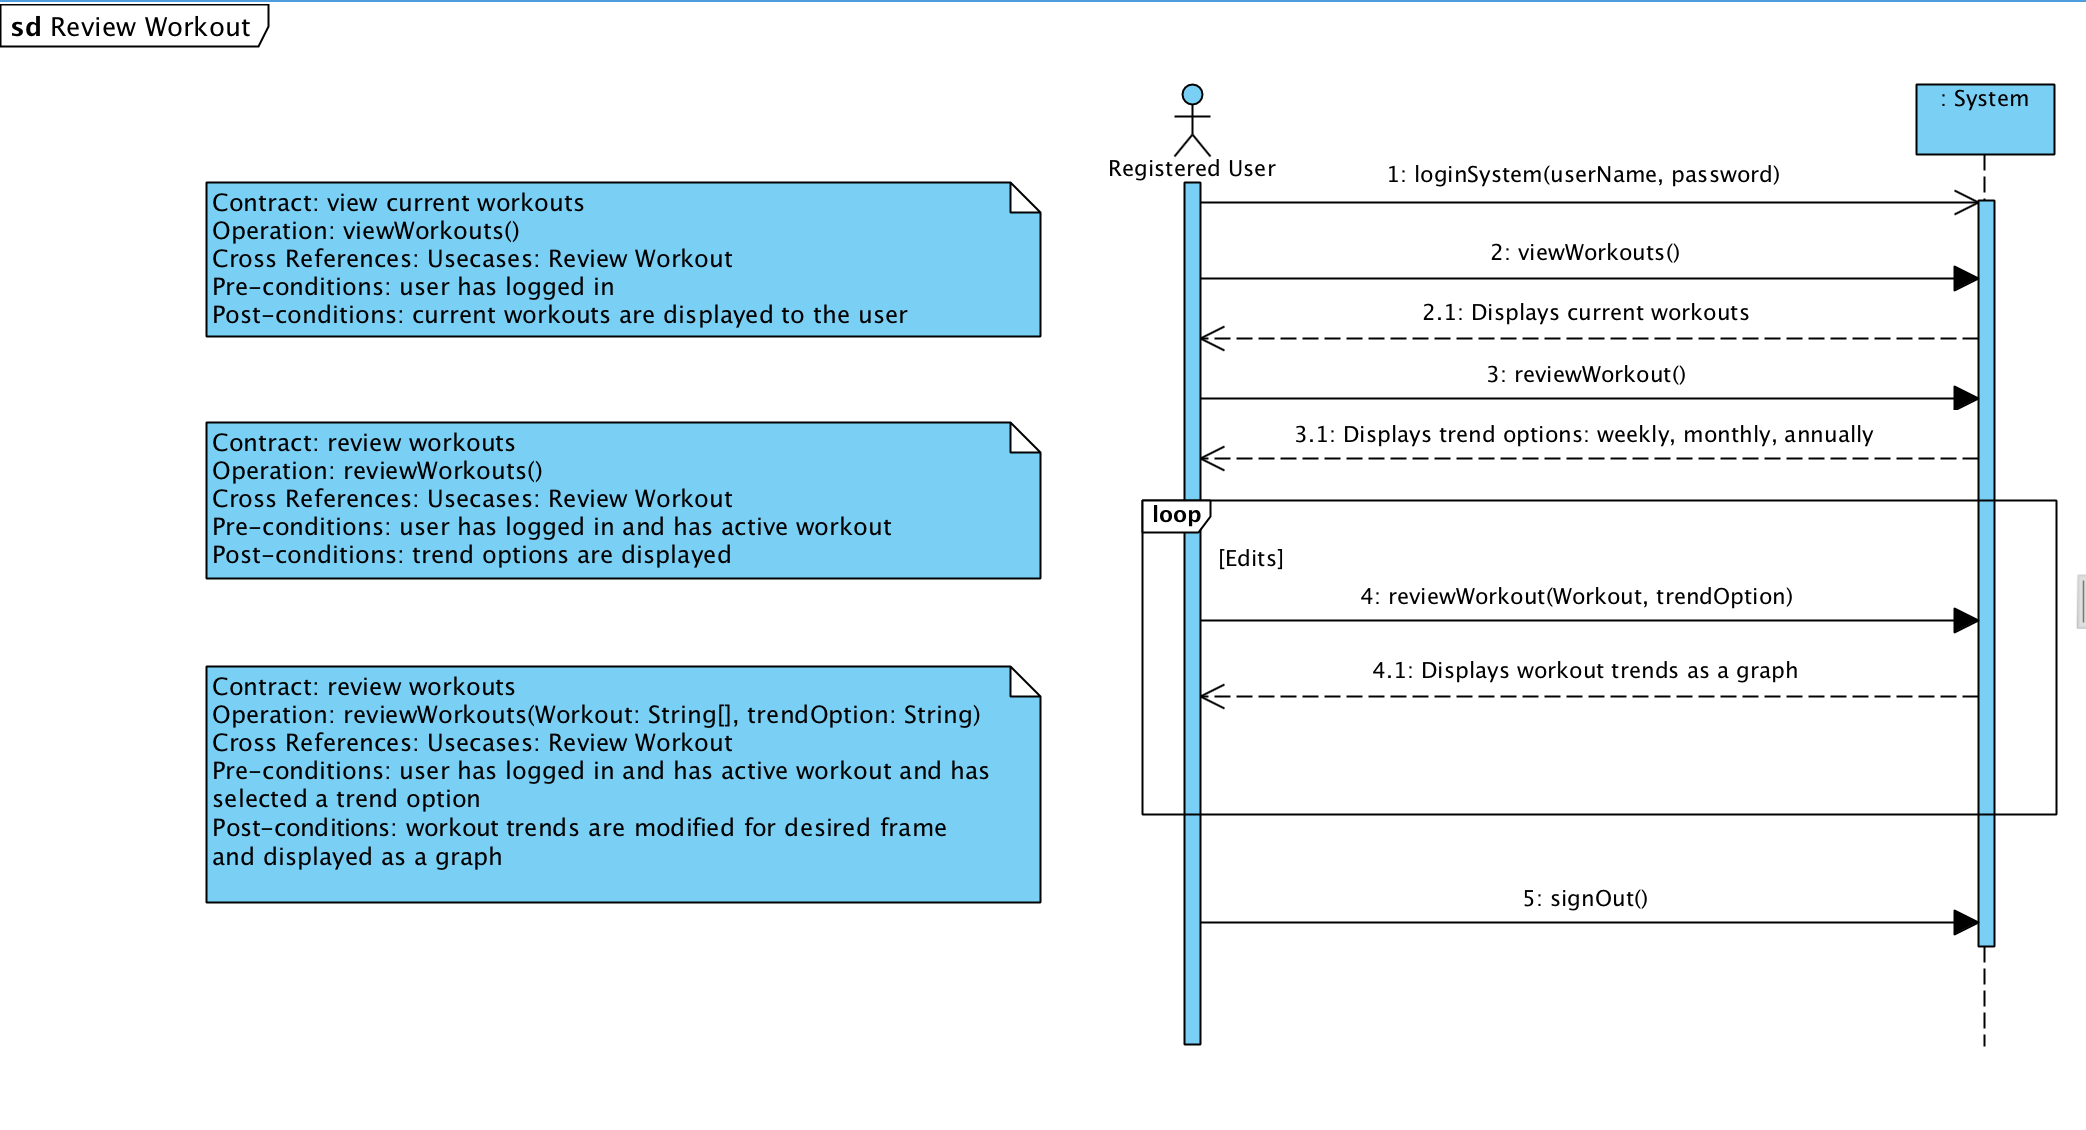 sd Review Workout
Contract: view current workouts
Operation: viewWorkouts()
Cross References: Usecases: Review Workout
Pre-conditions: user has logged in
Post-conditions: current workouts are displayed to the user
Contract: review workouts
Operation: reviewWorkouts()
Cross References: Usecases: Review Workout
Pre-conditions: user has logged in and has active workout
Post-conditions: trend options are displayed
Contract: review workouts
Operation: reviewWorkouts(Workout: String[], trendOption: String)
Cross References: Usecases: Review Workout
Pre-conditions: user has logged in and has active workout and has
selected a trend option
Post-conditions: workout trends are modified for desired frame
and displayed as a graph
Registered User
: System
1: loginSystem(userName, password)
2: viewWorkouts()
2.1: Displays current workouts
3: reviewWorkout()
3.1: Displays trend options: weekly, monthly, annually
loop
[Edits]
4: reviewWorkout(Workout, trendOption)
4.1: Displays workout trends as a graph
5: signOut()